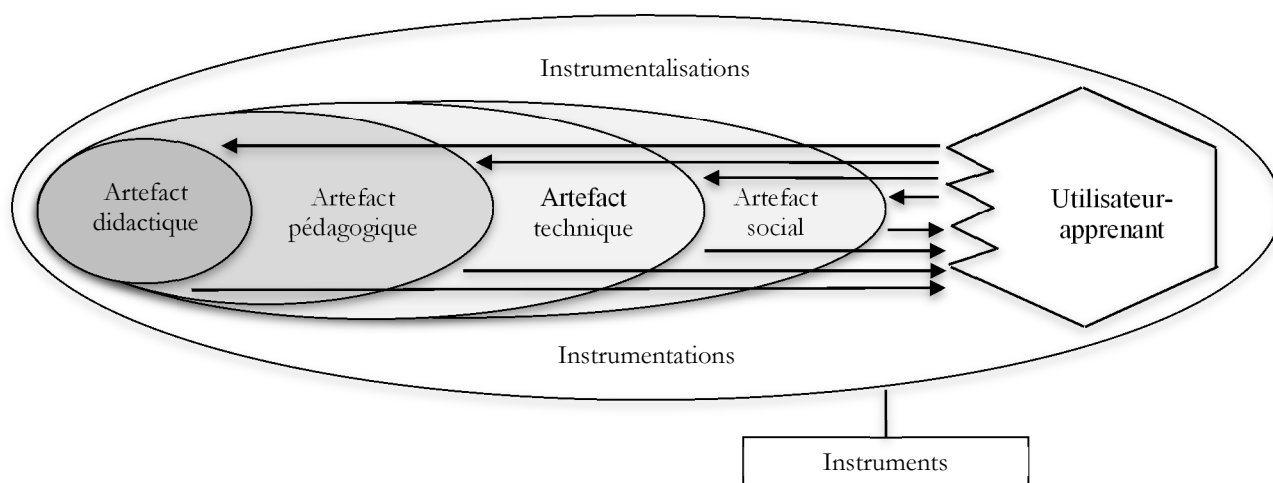 Instrumentalisations
Artefact
didactique
Artefact
pédagogique
Artefact
technique
Artefact
social
Utilisateur-
apprenant
Instrumentations
Instruments